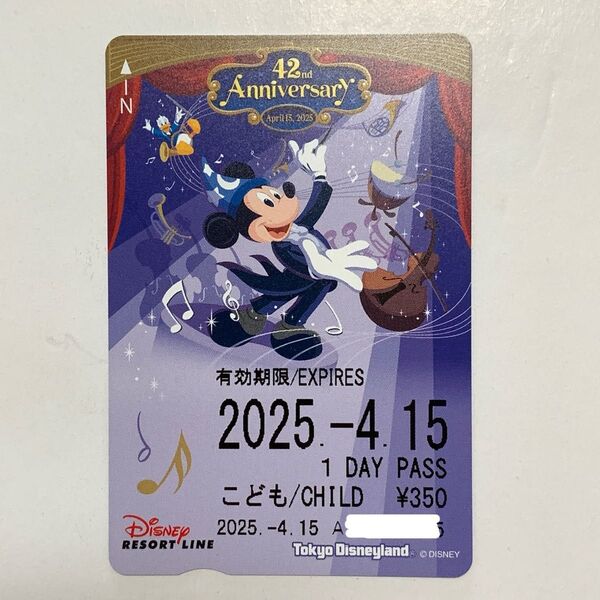 42nd
Anniversary
April 15, 2025
IN
有効期限/EXPIRES
2025.-4.15
1 DAY PASS
こども/CHILD ¥350
2025.-4.15 A
Disney
RESORT LINE
Tokyo Disneyland® © DISNEY